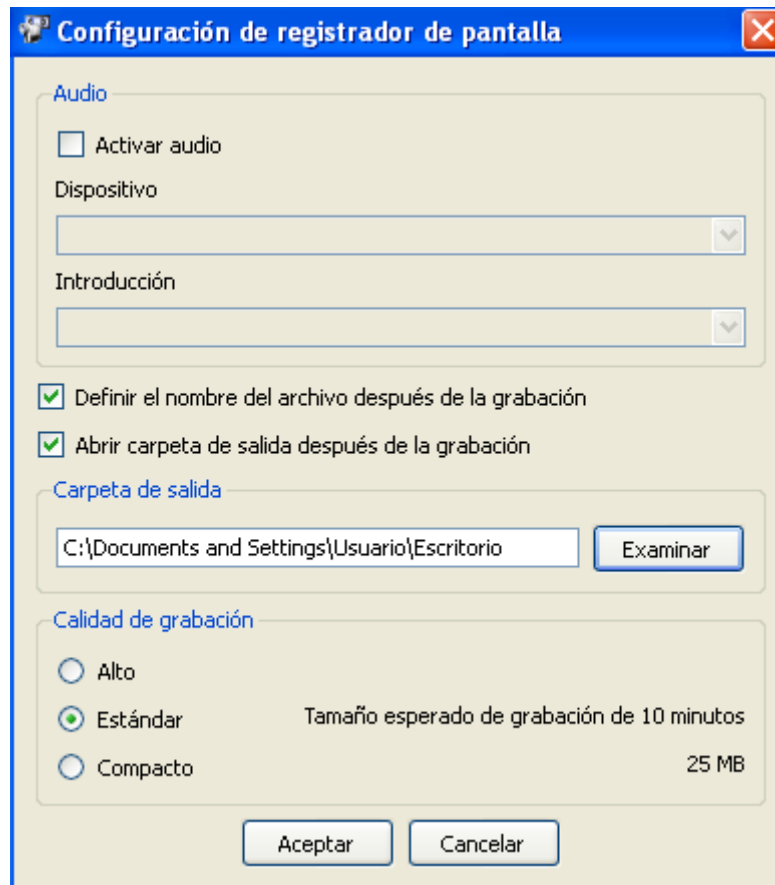 Configuración de registrador de pantalla
Audio
Activar audio
Dispositivo
Introducción
Definir el nombre del archivo después de la grabación
Abrir carpeta de salida después de la grabación
Carpeta de salida
C:\Documents and Settings\Usuario\Escritorio
Examinar
Calidad de grabación
Alto
Estándar
Tamaño esperado de grabación de 10 minutos
Compacto
25 MB
Aceptar
Cancelar